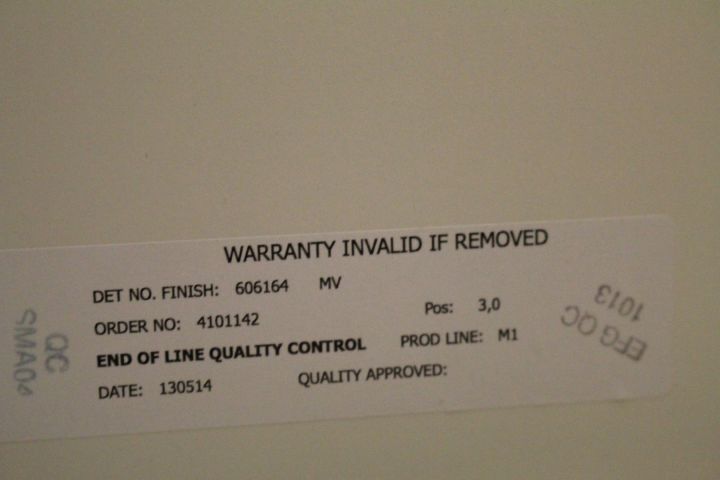 WARRANTY INVALID IF REMOVED
DET NO. FINISH: 606164 MV
ORDER NO: 4101142 Pos: 3,0
END OF LINE QUALITY CONTROL PROD LINE: M1
DATE: 130514 QUALITY APPROVED:
QC
SMA04
EFG QC
1013